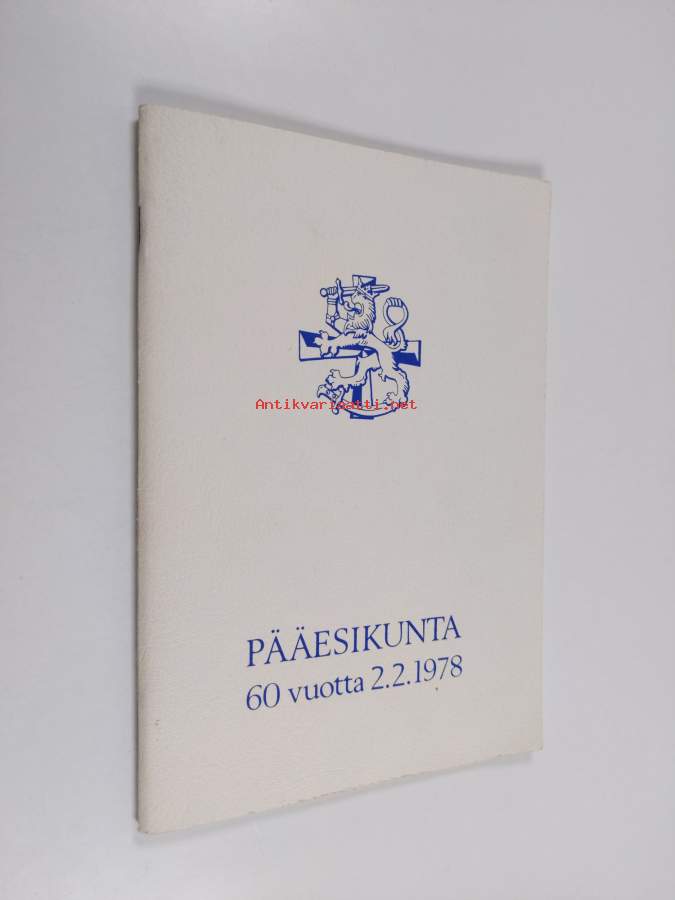 Antikvariaatti.net
PÄÄESIKUNTA
60 vuotta 2.2.1978